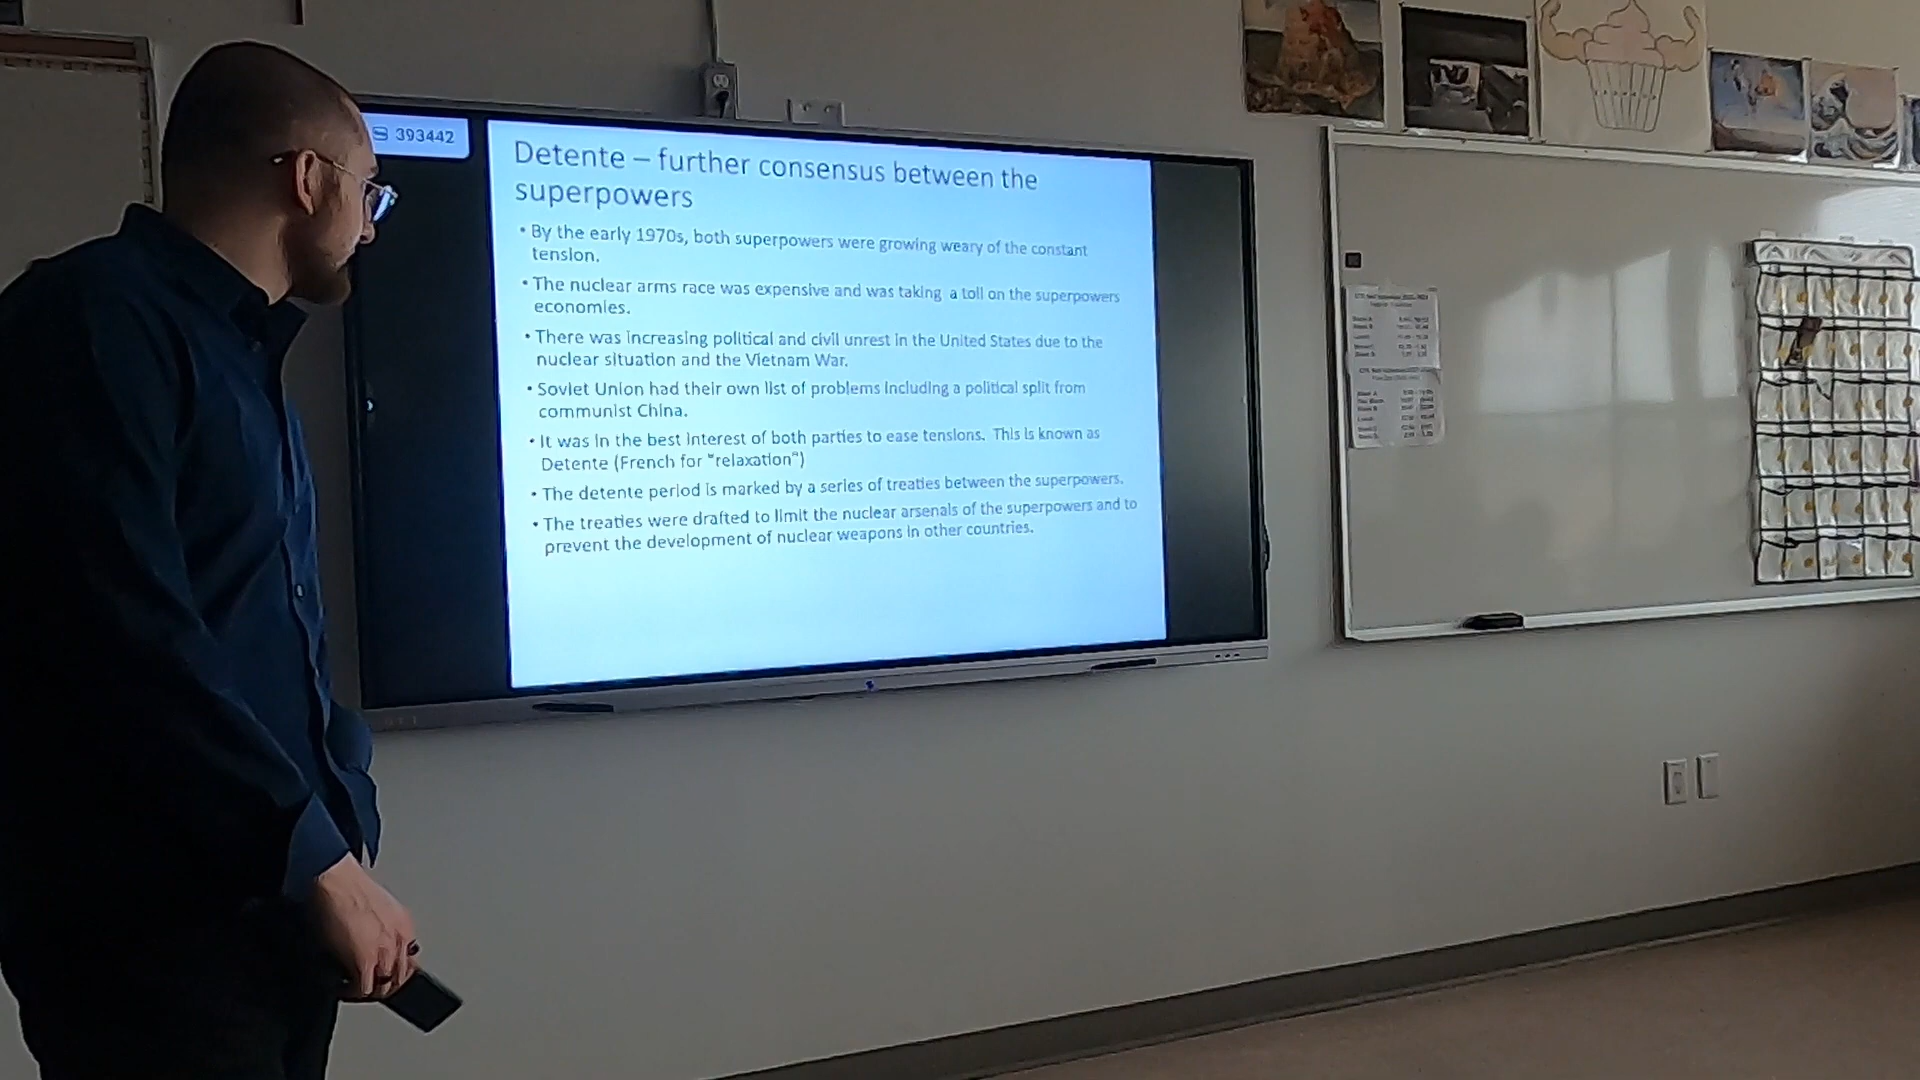 393442
Detente – further consensus between the
superpowers
• By the early 1970s, both superpowers were growing weary of the constant
tension.
• The nuclear arms race was expensive and was taking a toll on the superpowers
economies.
• There was increasing political and civil unrest in the United States due to the
nuclear situation and the Vietnam War.
• Soviet Union had their own list of problems including a political split from
communist China.
• It was in the best interest of both parties to ease tensions. This is known as
Detente (French for "relaxation")
• The detente period is marked by a series of treaties between the superpowers.
• The treaties were drafted to limit the nuclear arsenals of the superpowers and to
prevent the development of nuclear weapons in other countries.